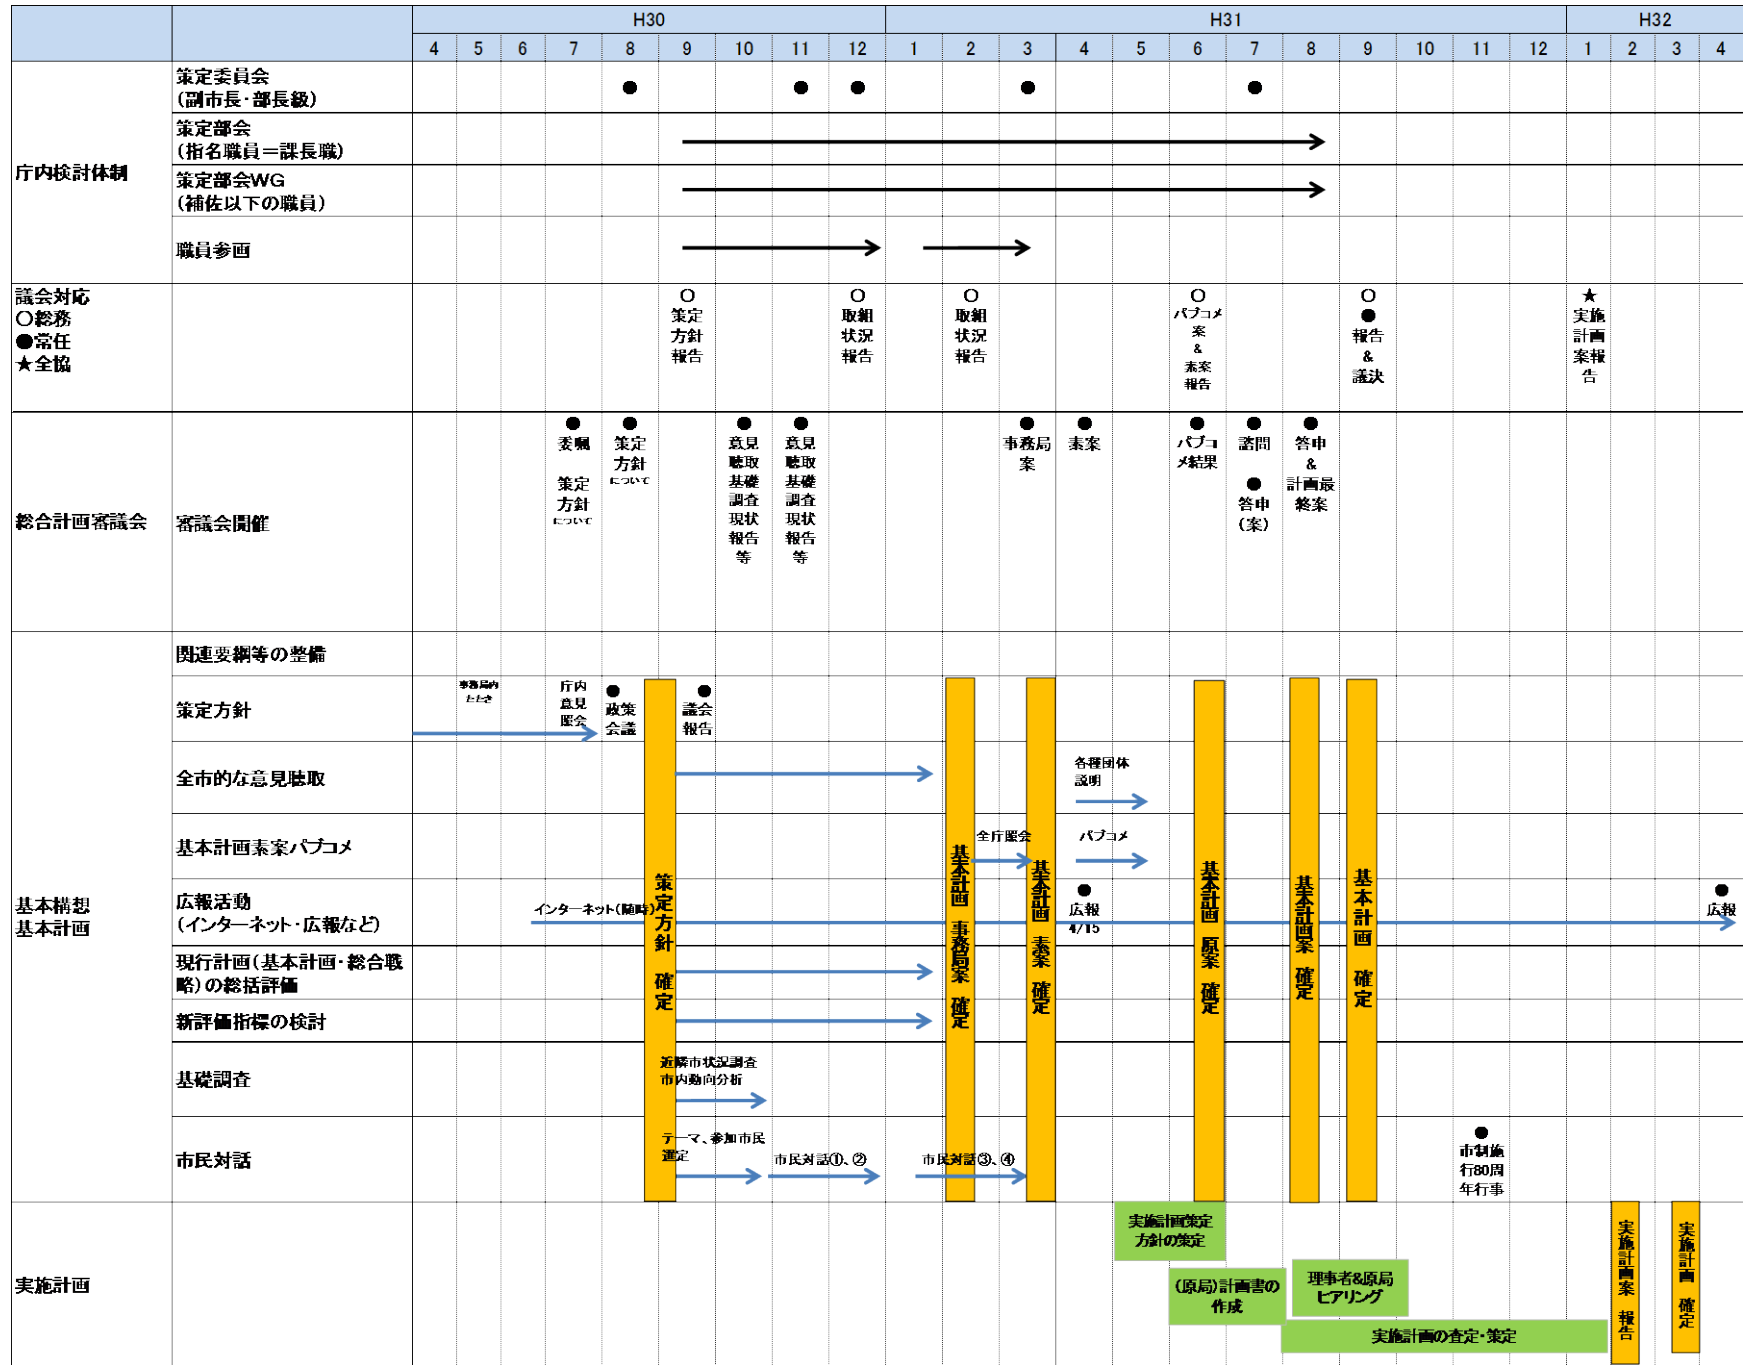 H30 H31 H32
4 5 6 7 8 9 10 11 12 1 2 3 4 5 6 7 8 9 10 11 12 1 2 3 4
庁内検討体制
策定委員会
(副市長・部長級)
● ● ● ● ●
策定部会
(指名職員=課長職)
策定部会WG
(補佐以下の職員)
職員参画
議会対応
○総務
●常任
★全協
○
策定
方針
報告
○
取組
状況
報告
○
取組
状況
報告
○
パブコメ
案
&
素案
報告
○
●
報告
&
議決
★
実施
計画
案報
告
総合計画審議会
審議会開催
●
委嘱
策定
方針
について
●
策定
方針
について
●
意見
聴取
基礎
調査
現状
報告
等
●
意見
聴取
基礎
調査
現状
報告
等
●
事務局
案
●
素案
●
パブコ
メ結果
●
諮問
●
答申
(案)
●
答申
&
計画最
終案
基本構想
基本計画
関連要綱等の整備
策定方針
事務局内
たたき
庁内
意見
照会
●
政策
会議
●
議会
報告
全市的な意見聴取
各種団体
説明
基本計画素案パブコメ
全庁照会
パブコメ
広報活動
(インターネット・広報など)
インターネット(随時)
●
広報
4/15
●
広報
現行計画(基本計画・総合戦
略)の総括評価
新評価指標の検討
基礎調査
近隣市状況調査
市内動向分析
市民対話
テーマ、参加市民
選定
市民対話①、②
市民対話③、④
●
市制施
行80周
年行事
策定方針 確定
基本計画 事務局案 確定
基本計画 素案 確定
基本計画 原案 確定
基本計画案 確定
基本計画 確定
実施計画
実施計画策定
方針の策定
(原局)計画書の
作成
理事者&原局
ヒアリング
実施計画の査定・策定
実施計画案 報告
実施計画 確定